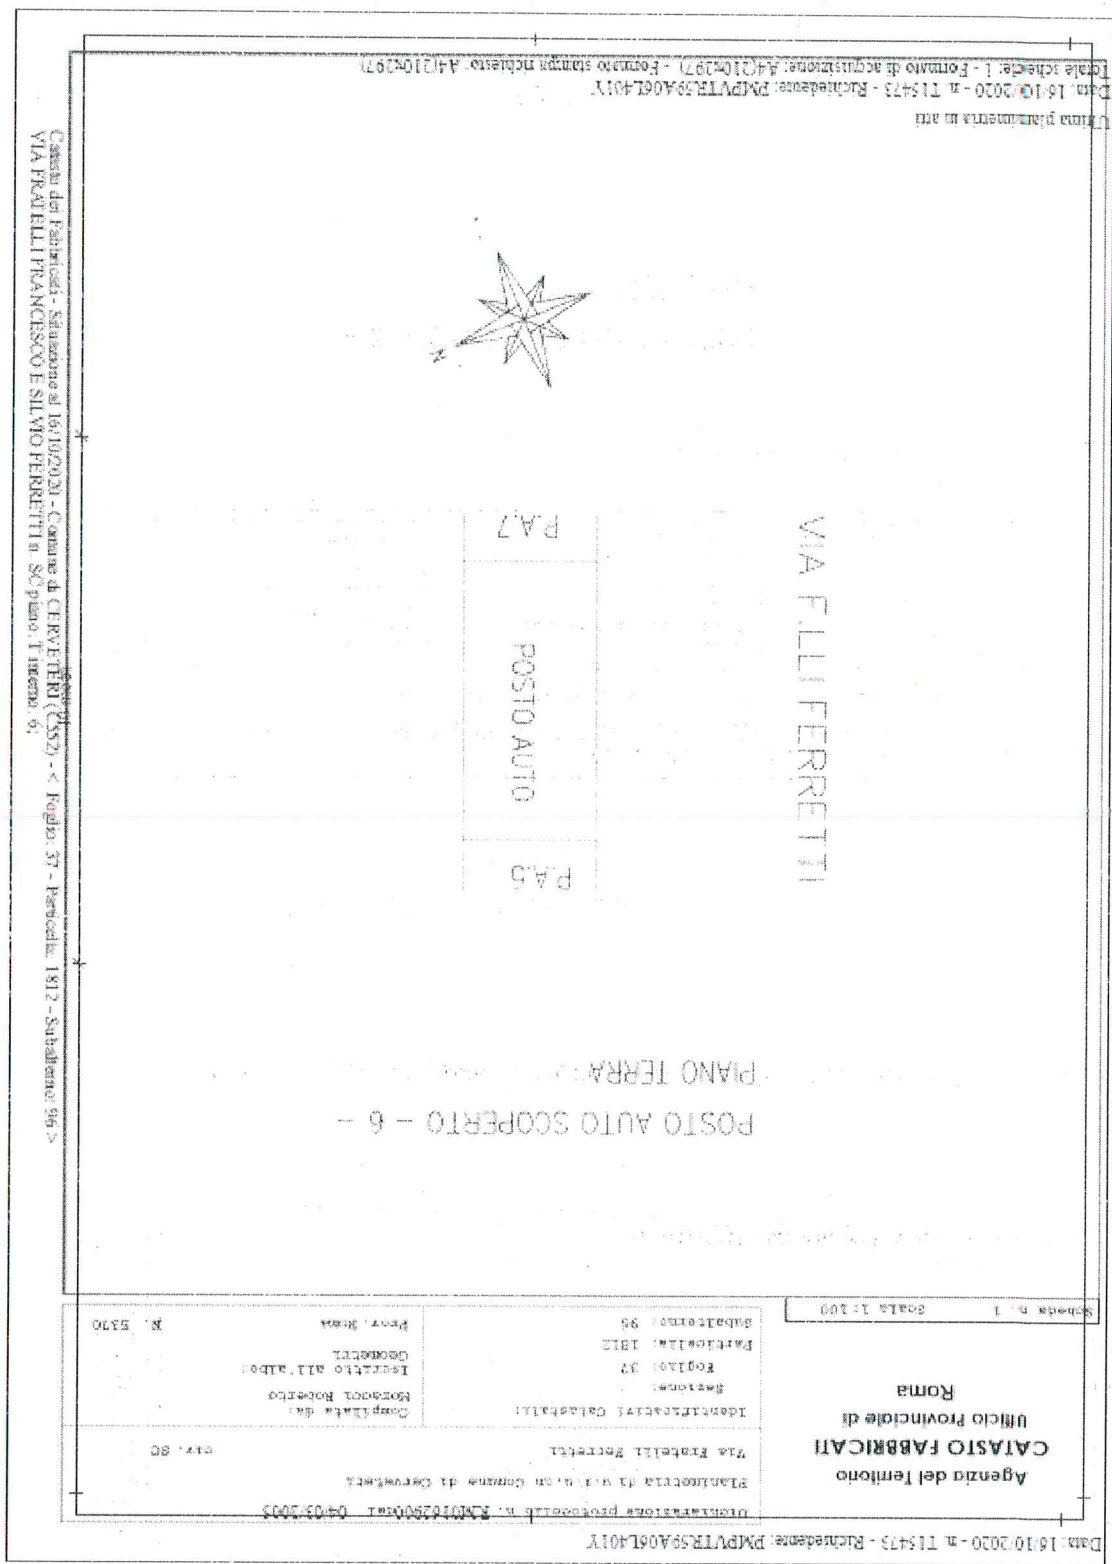 Data: 16/10/2020 - n. T15473 - Richiedente: PMPVTR59A06L401Y
Dichiarazione protocollo n. del 04/03/2005
Planimetria di u.i.u. in Comune di Cerveteri
Via Fratelli Ferretti civ. SC
Agenzia del Territorio
CATASTO FABBRICATI
Ufficio Provinciale di
Roma
Identificativi Catastali:
Sezione:
Foglio: 37
Particella: 1812
Subalterno: 96
Compilata da:
Morucci Roberto
Iscritto all'albo:
Geometri
Prov. Roma N. 5370
Scheda n. 1 Scala 1:100
POSTO AUTO SCOPERTO - 6 -
PIANO TERRA
P.A.5
POSTO AUTO
P.A.7
VIA F.LLI FERRETTI
N
Ultima planimetria in atti
Data: 16/10/2020 - n. T15473 - Richiedente: PMPVTR59A06L401Y
Totale schede: 1 - Formato di acquisizione: A4(210x297) - Formato stampa richiesto: A4(210x297)
Catasto dei Fabbricati - Situazione al 16/10/2020 - Comune di CERVETERI (C552) - < Foglio: 37 - Particella: 1812 - Subalterno: 96 >
VIA FRATELLI FRANCESCO E SILVIO FERRETTI n. SC piano: T interno: 6;